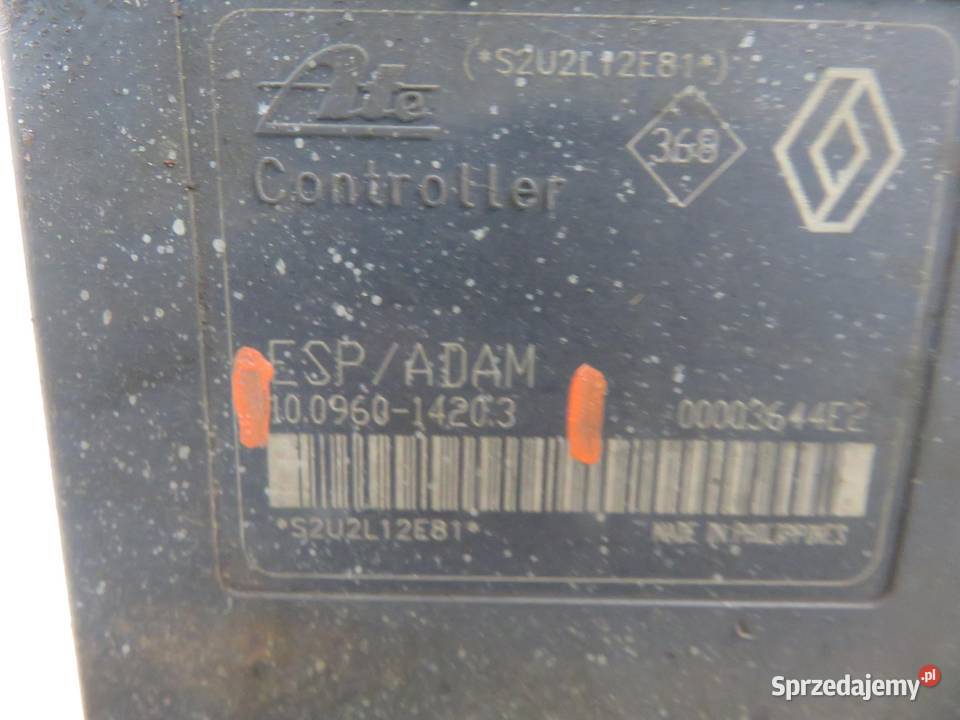 (*S2U2L12E81*)
Ate
368
Controller
ESP/ADAM
10.0960-1420.3 00003644E2
*S2U2L12E81*
MADE IN PHILIPPINES
Sprzedajemy.pl